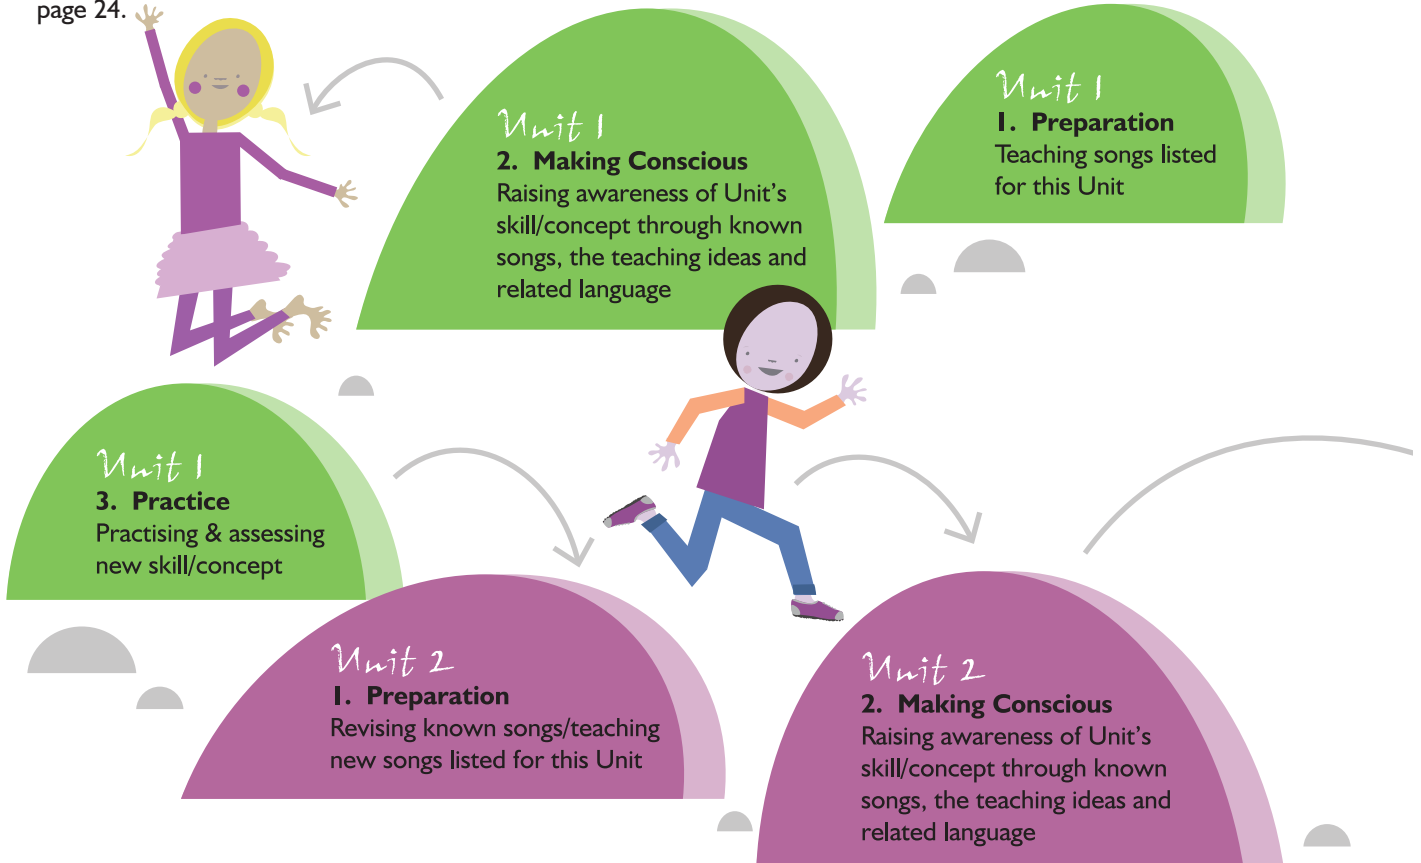 page 24.
Unit 1
1. Preparation
Teaching songs listed
for this Unit
Unit 1
2. Making Conscious
Raising awareness of Unit's
skill/concept through known
songs, the teaching ideas and
related language
Unit 1
3. Practice
Practising & assessing
new skill/concept
Unit 2
1. Preparation
Revising known songs/teaching
new songs listed for this Unit
Unit 2
2. Making Conscious
Raising awareness of Unit's
skill/concept through known
songs, the teaching ideas and
related language